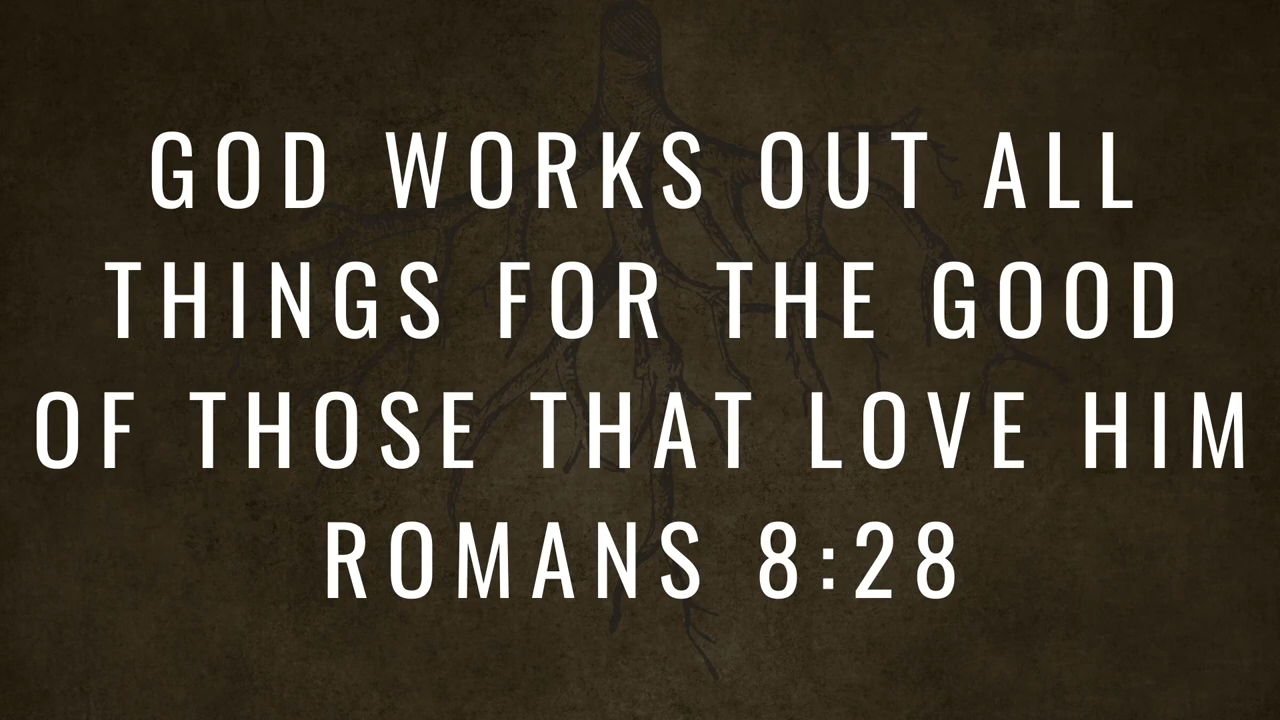 GOD WORKS OUT ALL
THINGS FOR THE GOOD
OF THOSE THAT LOVE HIM
ROMANS 8:28